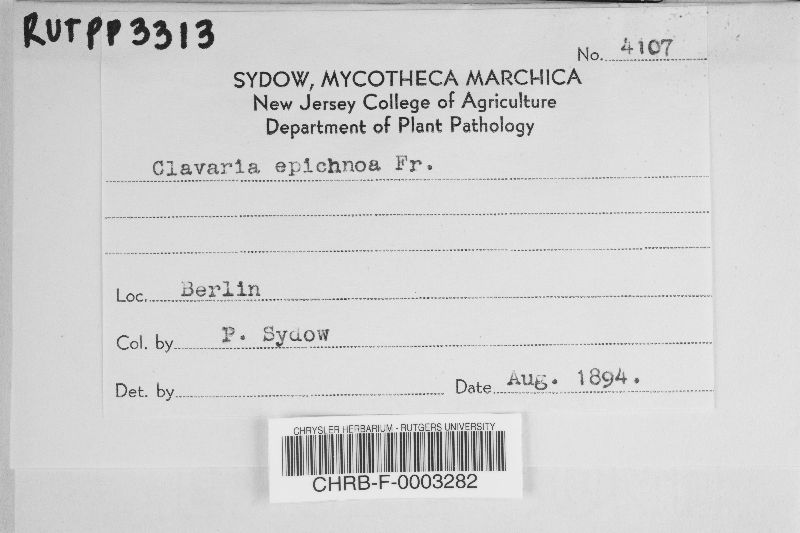 RUTPP3313
No. 4107
SYDOW, MYCOTHECA MARCHICA
New Jersey College of Agriculture
Department of Plant Pathology
Clavaria epichnoa Fr.
Loc. Berlin
Col. by P. Sydow
Det. by
Date Aug. 1894.
CHRYSLER HERBARIUM - RUTGERS UNIVERSITY
CHRB-F-0003282